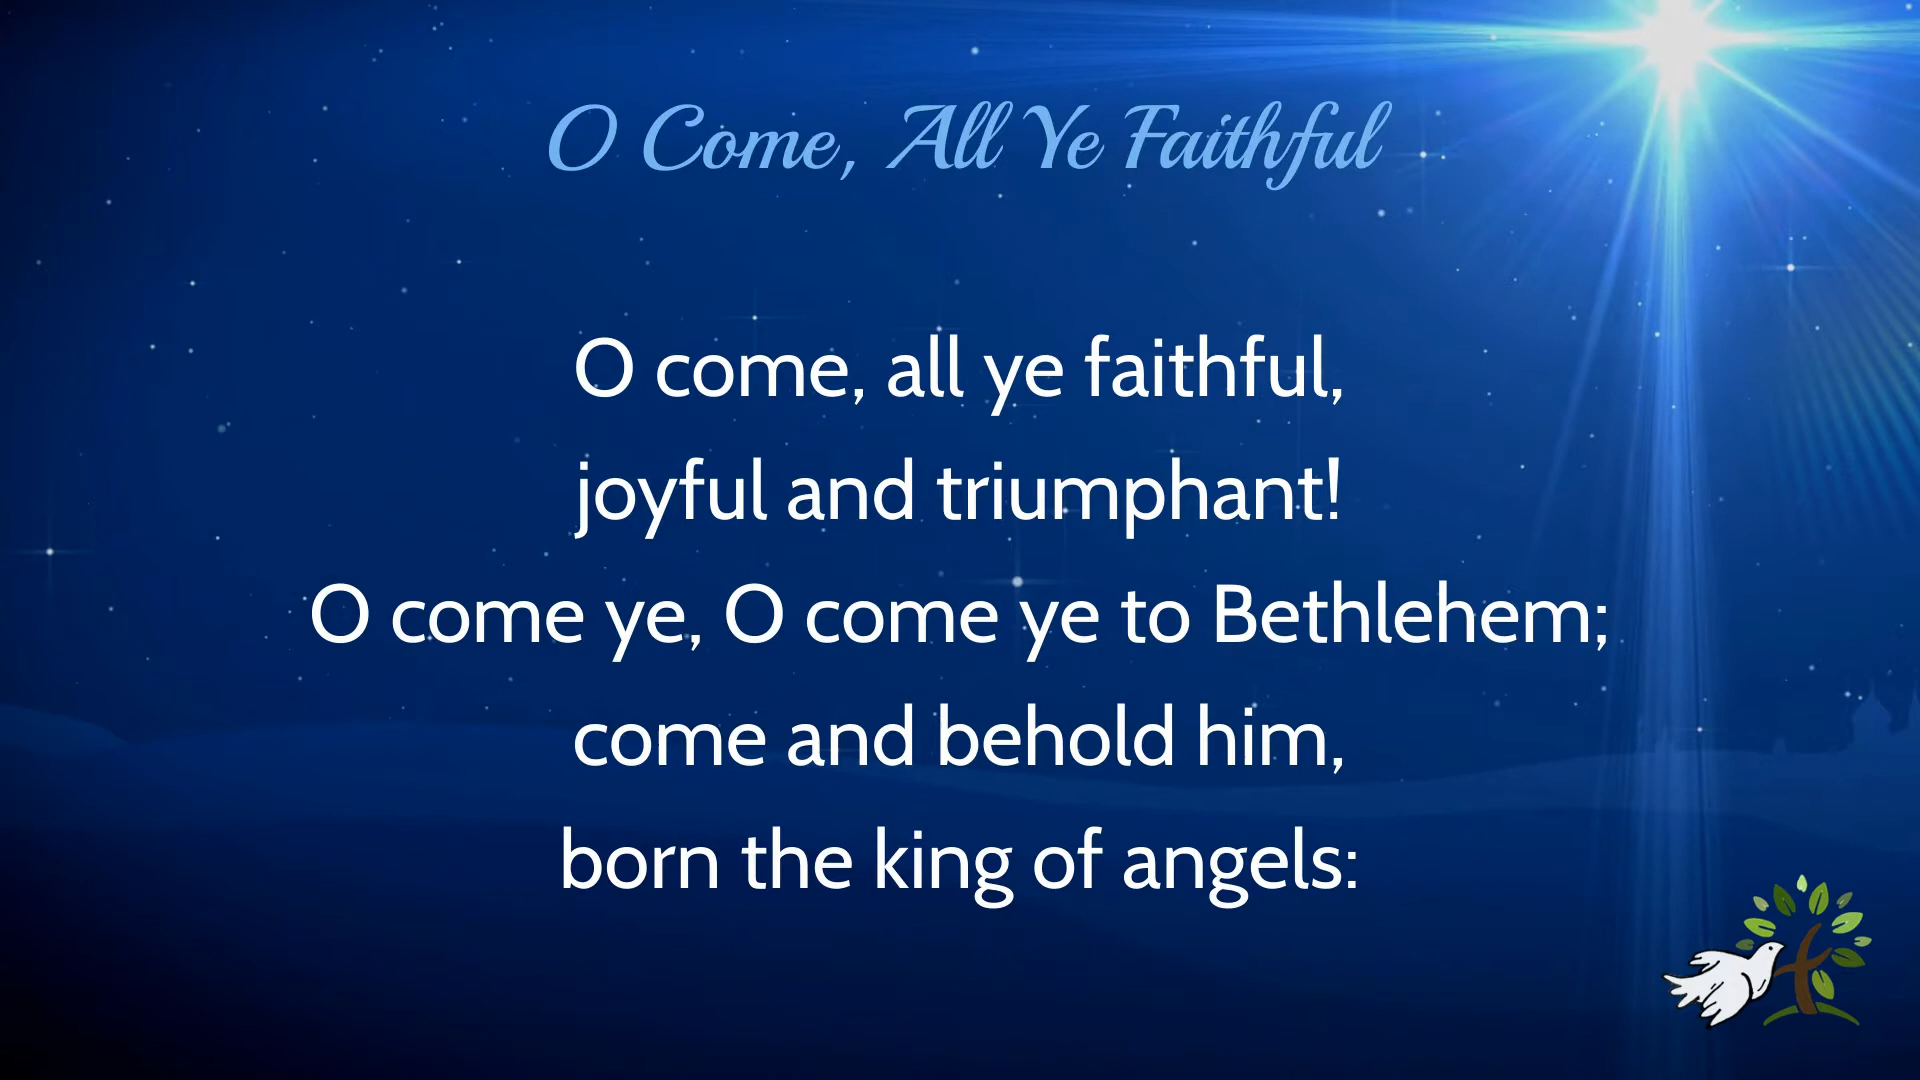 O Come, All Ye Faithful
O come, all ye faithful,
joyful and triumphant!
O come ye, O come ye to Bethlehem;
come and behold him,
born the king of angels: